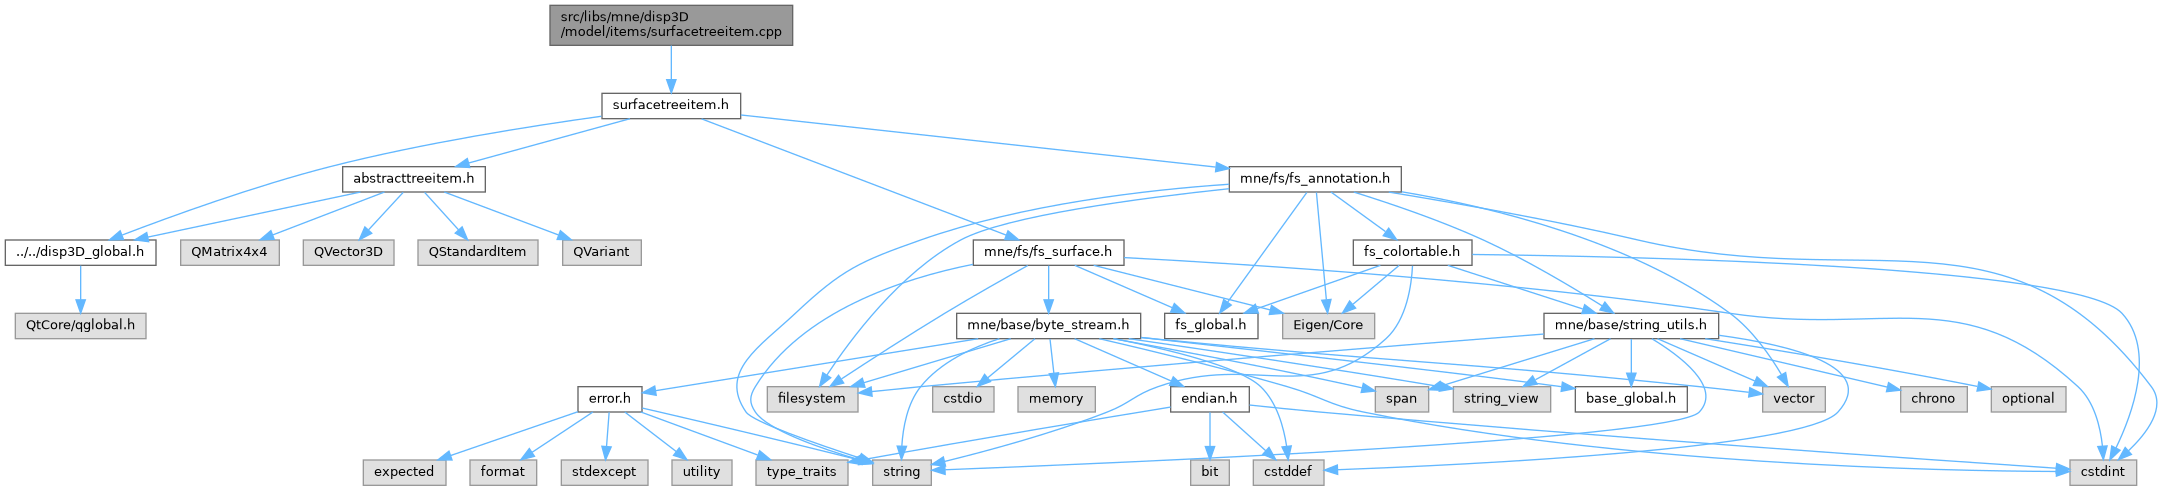 src/libs/mne/disp3D
/model/items/surfacetreeitem.cpp
surfacetreeitem.h
abstracttreeitem.h
mne/fs/fs_annotation.h
../../disp3D_global.h
QMatrix4x4
QVector3D
QStandardItem
QVariant
mne/fs/fs_surface.h
fs_colortable.h
QtCore/qglobal.h
mne/base/byte_stream.h
fs_global.h
Eigen/Core
mne/base/string_utils.h
error.h
filesystem
cstdio
memory
endian.h
span
string_view
base_global.h
vector
chrono
optional
expected
format
stdexcept
utility
type_traits
string
bit
cstddef
cstdint